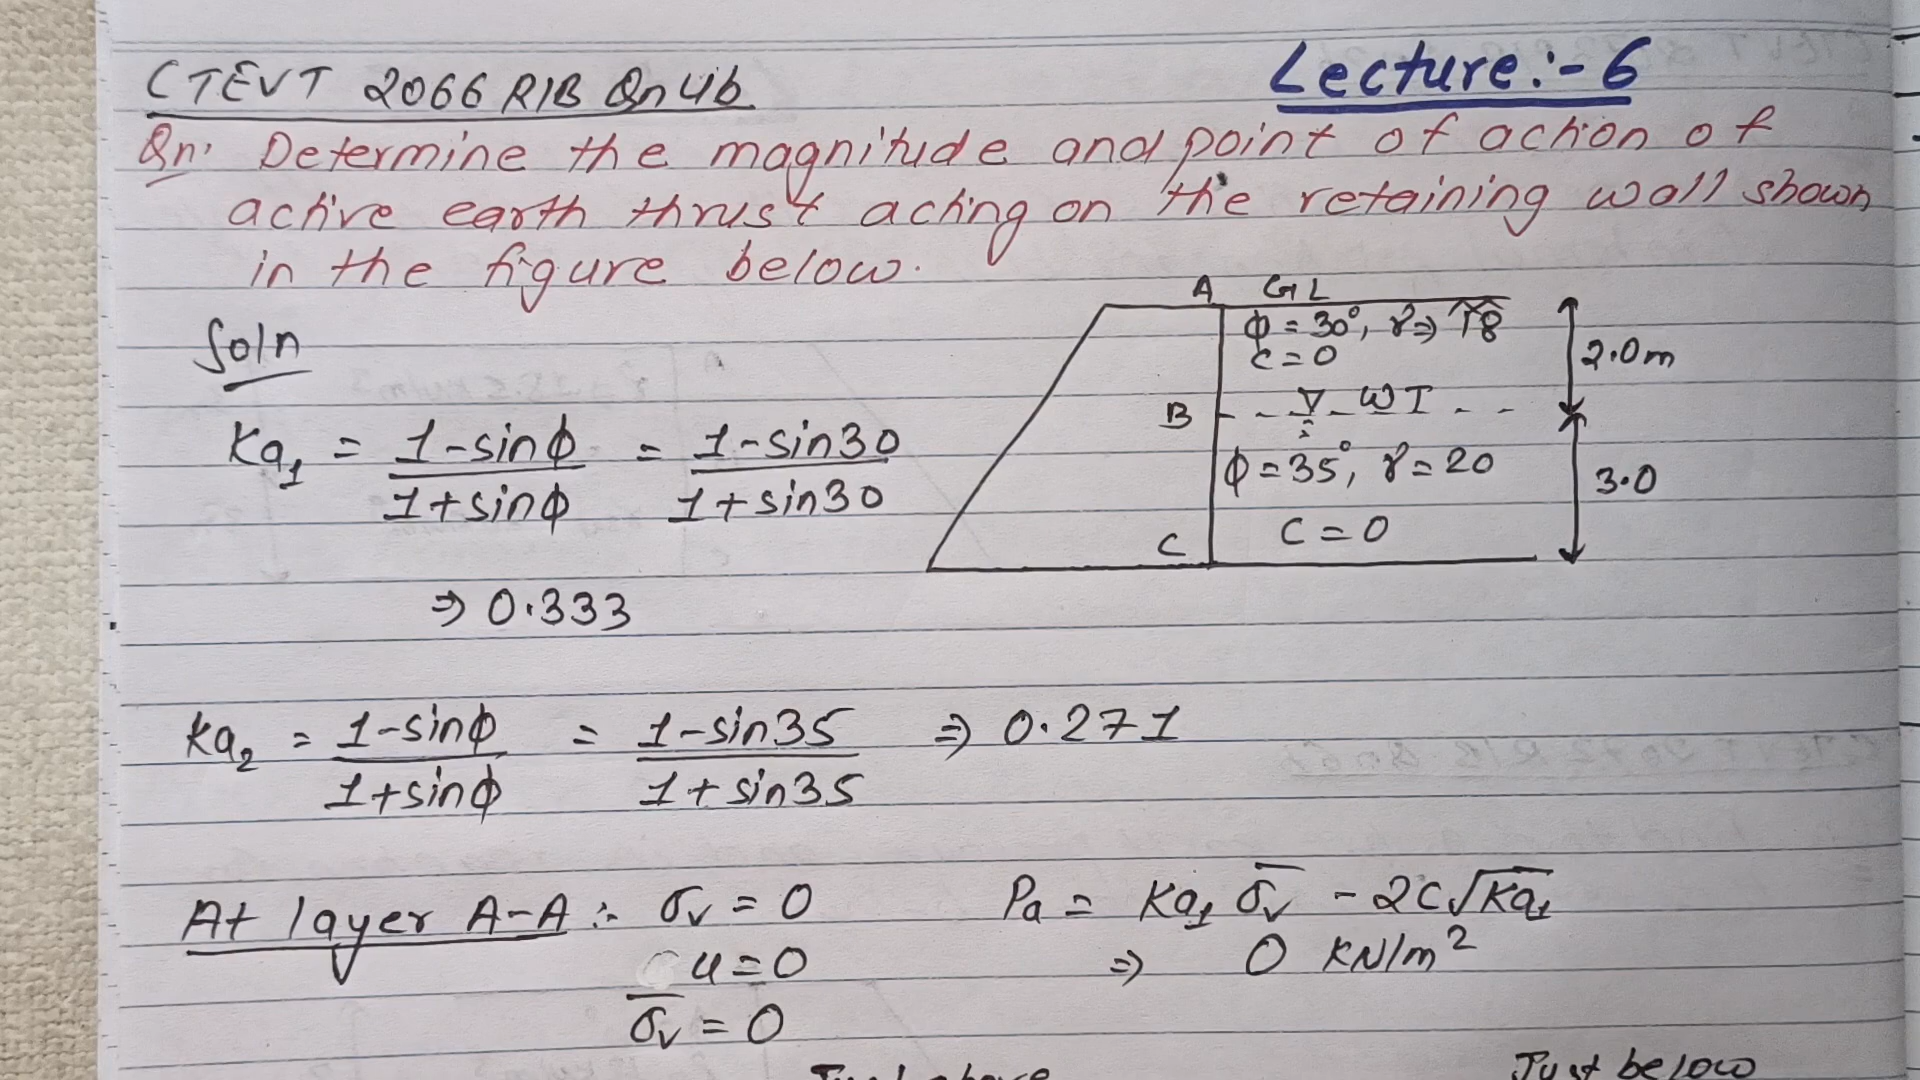 CTEVT 2066 R/B Qn 4b
Lecture:- 6
Qn: Determine the magnitude and point of action of
active earth thrust acting on the retaining wall shown
in the figure below.
A GL
φ = 30°, γ ⇒ 18
c = 0
2.0m
B WT
φ = 35°, γ = 20
3.0
C = 0
C
Soln
Ka1 = 1-sinφ / 1+sinφ = 1-sin30 / 1+sin30
⇒ 0.333
Ka2 = 1-sinφ / 1+sinφ = 1-sin35 / 1+sin35 ⇒ 0.271
At layer A-A :- σv = 0 Pa = Ka1 σ̄v - 2C√Ka1
u = 0 ⇒ 0 KN/m²
σ̄v = 0
Just above Just below